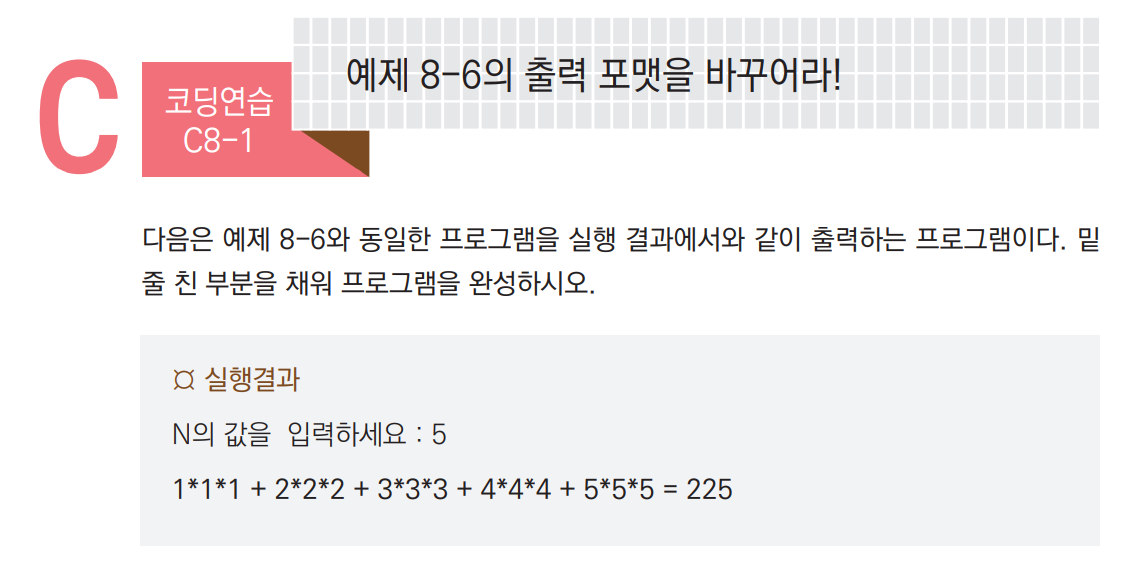 C
코딩연습
C8-1
예제 8-6의 출력 포맷을 바꾸어라!
다음은 예제 8-6와 동일한 프로그램을 실행 결과에서와 같이 출력하는 프로그램이다. 밑
줄 친 부분을 채워 프로그램을 완성하시오.
¤ 실행결과
N의 값을 입력하세요 : 5
1*1*1 + 2*2*2 + 3*3*3 + 4*4*4 + 5*5*5 = 225